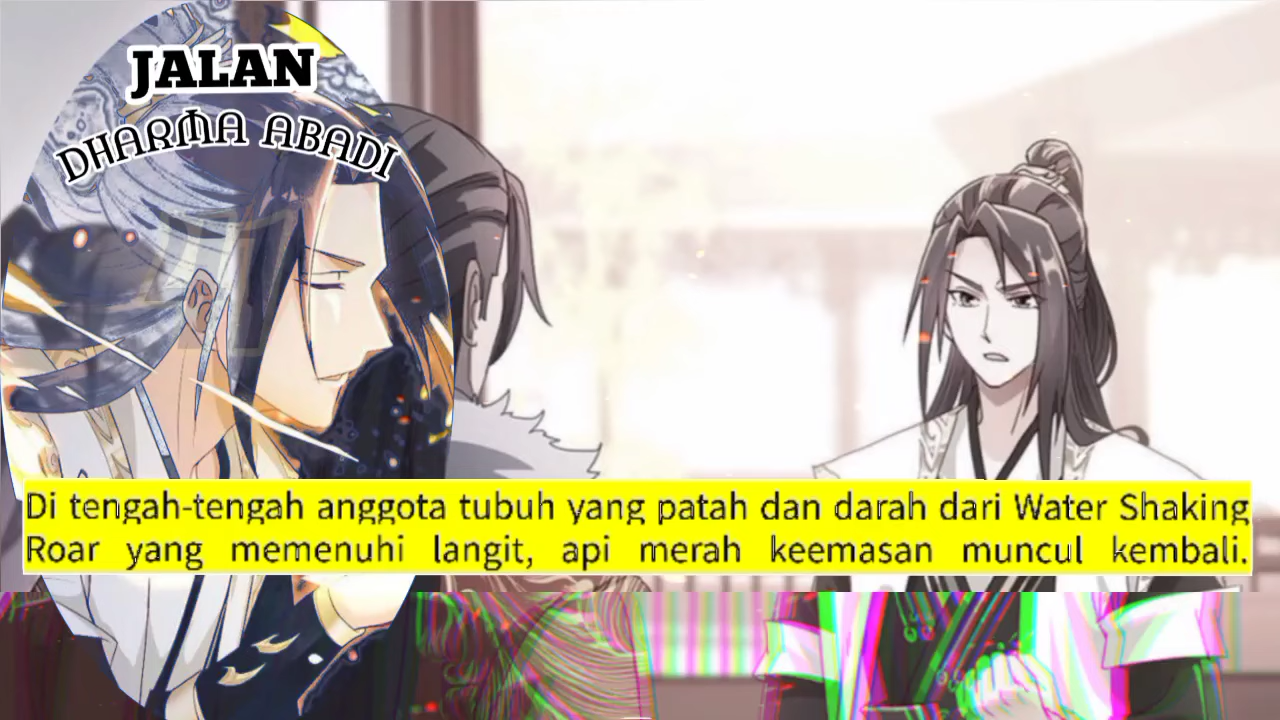 JALAN
DHARMA ABADI
Di tengah-tengah anggota tubuh yang patah dan darah dari Water Shaking
Roar yang memenuhi langit, api merah keemasan muncul kembali.